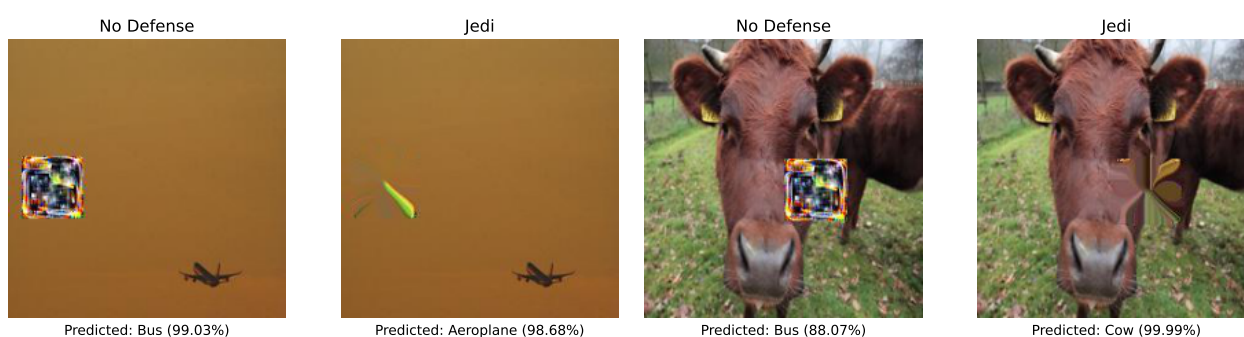 No Defense
Jedi
No Defense
Jedi
Predicted: Bus (99.03%)
Predicted: Aeroplane (98.68%)
Predicted: Bus (88.07%)
Predicted: Cow (99.99%)